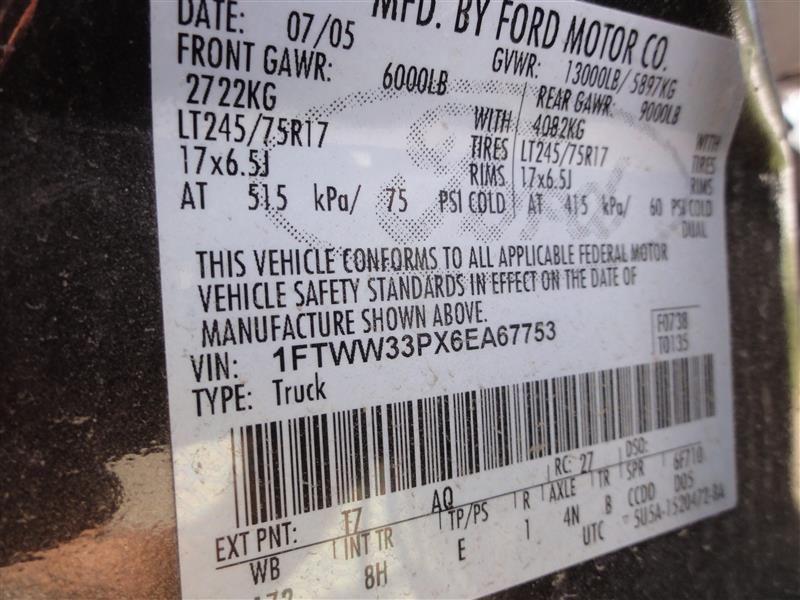 DATE: 07/05 MFD. BY FORD MOTOR CO.
FRONT GAWR: 6000LB GVWR: 13000LB/ 5897KG
2722KG WITH REAR GAWR: 9000LB
LT245/75R17 TIRES 4082KG WITH
17x6.5J RIMS LT245/75R17 TIRES
AT 515 kPa/ 75 PSI COLD 17x6.5J RIMS
AT 415 kPa/ 60 PSI COLD
DUAL
THIS VEHICLE CONFORMS TO ALL APPLICABLE FEDERAL MOTOR
VEHICLE SAFETY STANDARDS IN EFFECT ON THE DATE OF
MANUFACTURE SHOWN ABOVE.
VIN: 1FTWW33PX6EA67753 F0738
TYPE: Truck T0135
EXT PNT: F7 AQ RC: 27 DSO:
WB INT TR TP/PS R AXLE TR SPR 6F710
172 8H E 1 4N B CCDD D05
UTC 5U5A-1520472-BA
Ford